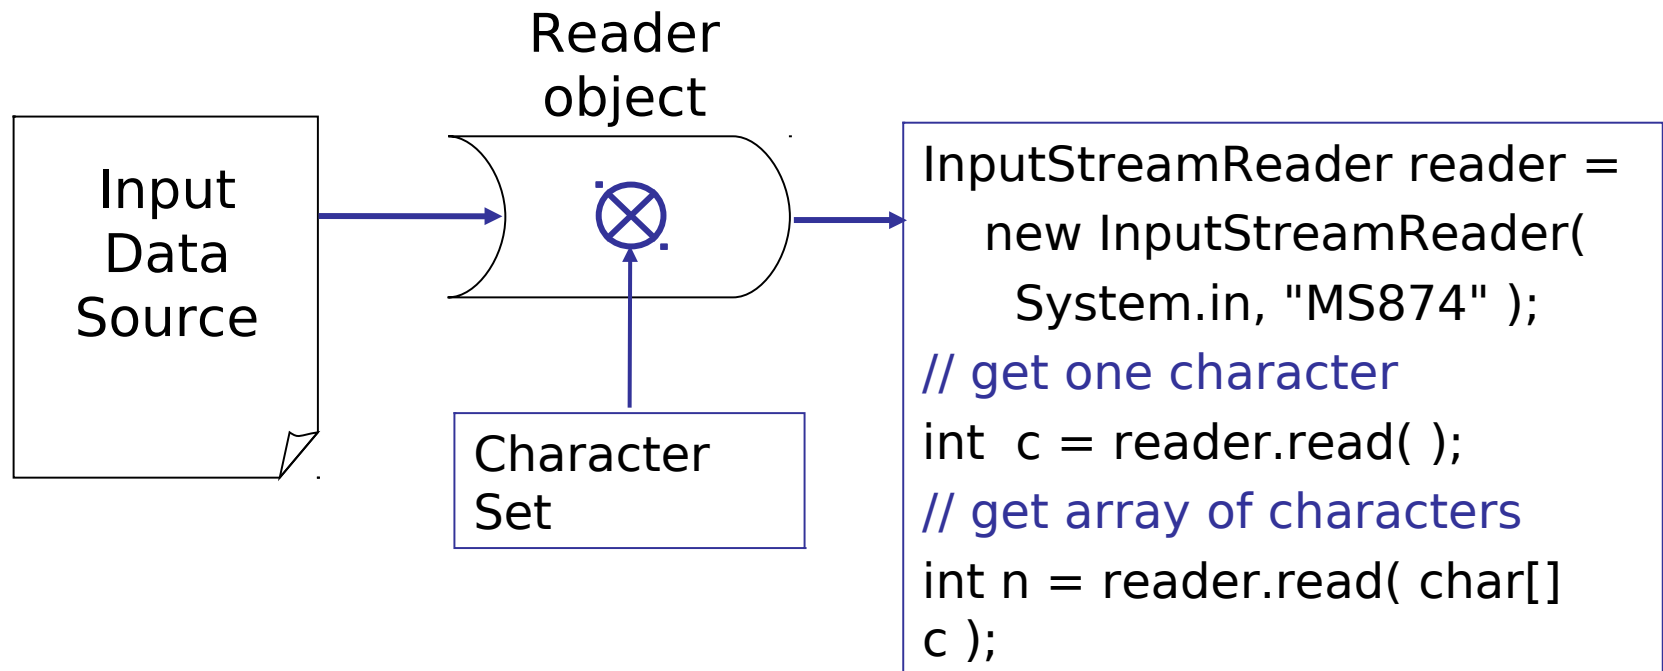 Reader
object
Input
Data
Source
Character
Set
InputStreamReader reader =
new InputStreamReader(
System.in, "MS874" );
// get one character
int  c = reader.read( );
// get array of characters
int n = reader.read( char[]
c );